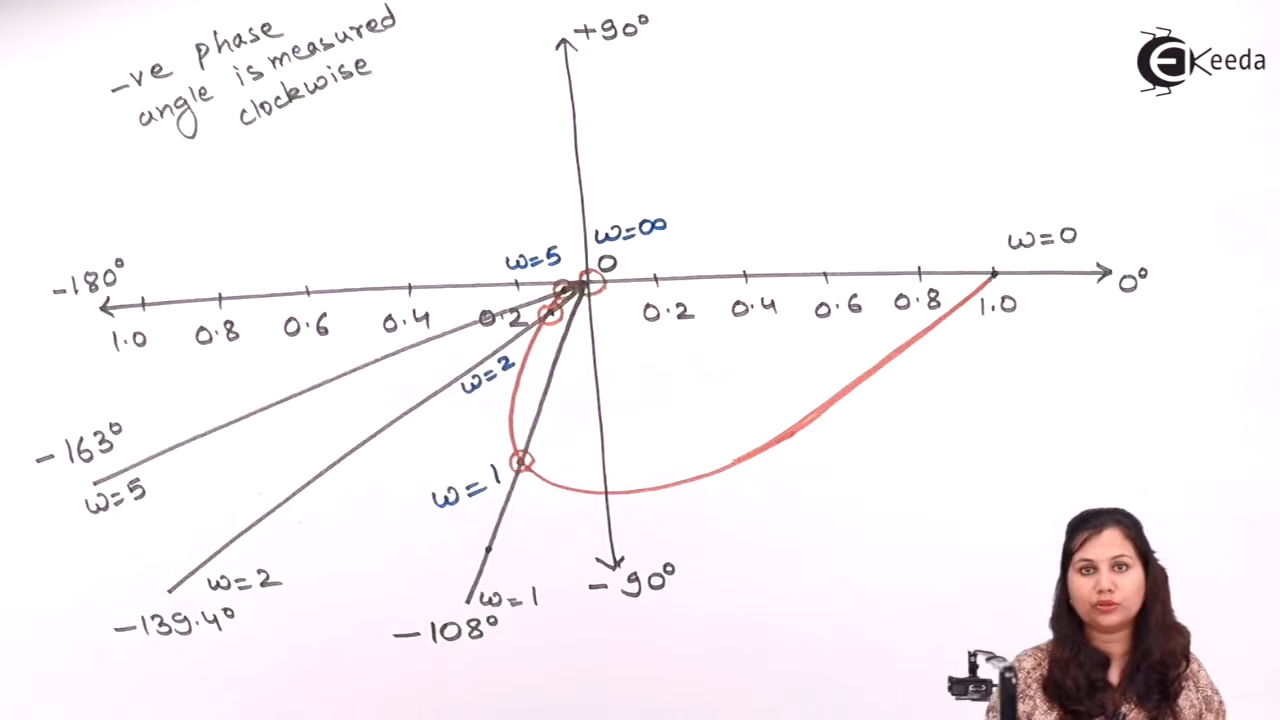 -ve phase
angle is measured
clockwise
+90°
Keeda
ω=∞
ω=5
0
ω=0
-180°
0°
1.0 0.8 0.6 0.4 0.2 0.2 0.4 0.6 0.8 1.0
ω=2
-163°
ω=5
ω=1
ω=2
-139.4°
ω=1
-108°
-90°